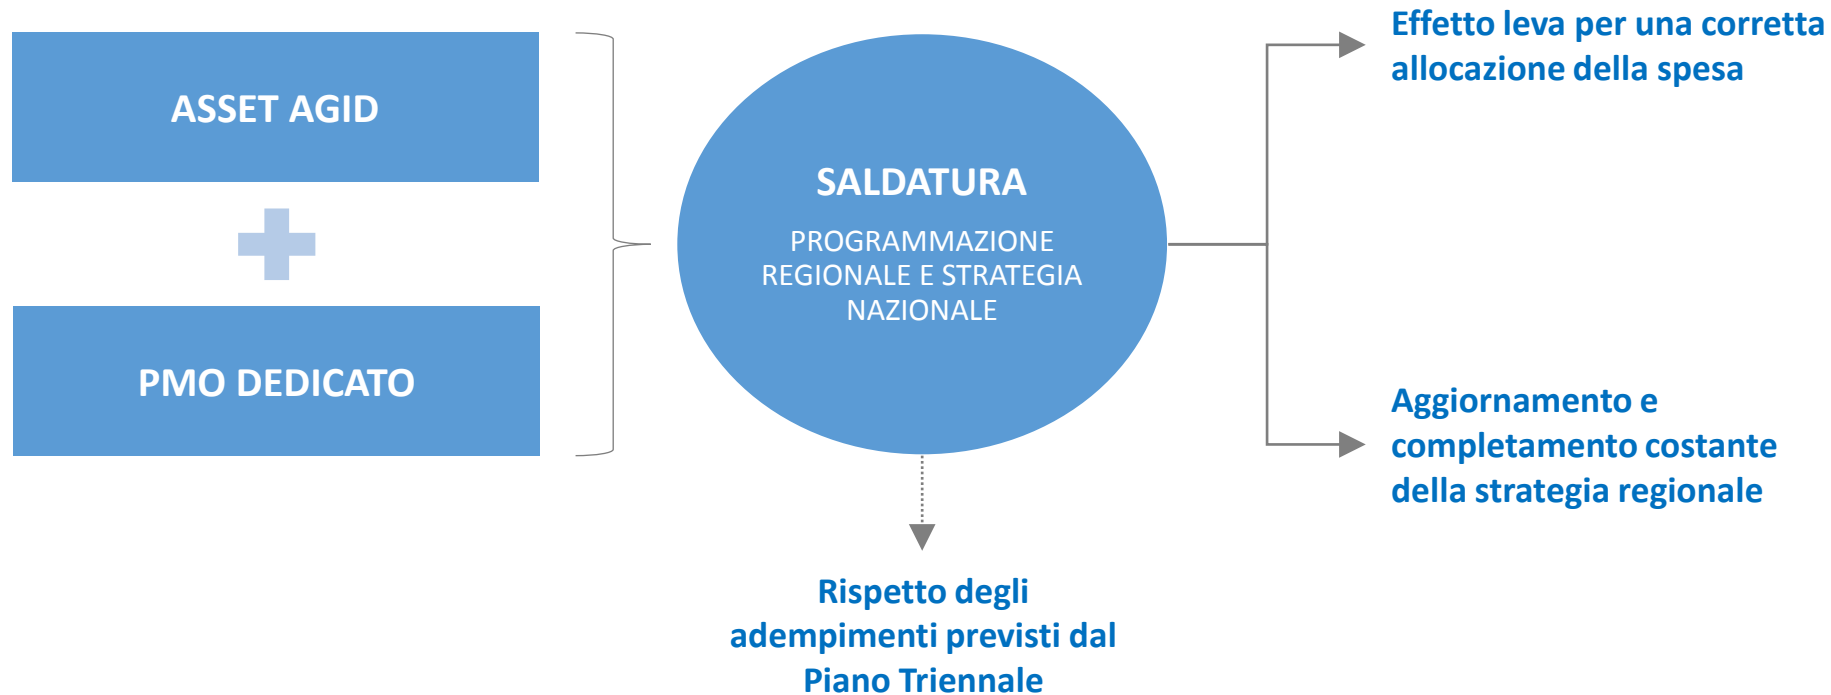 ASSET AGID
PMO DEDICATO
SALDATURA
PROGRAMMAZIONE
REGIONALE E STRATEGIA
NAZIONALE
Effetto leva per una corretta
allocazione della spesa
Aggiornamento e
completamento costante
della strategia regionale
Rispetto degli
adempimenti previsti dal
Piano Triennale